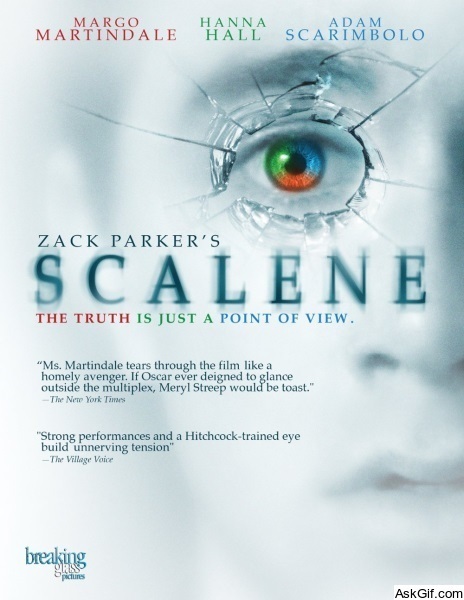 MARGO HANNA ADAM
MARTINDALE HALL SCARIMBOLO
ZACK PARKER'S
SCALENE
THE TRUTH IS JUST A POINT OF VIEW.
“Ms. Martindale tears through the film like a
homely avenger. If Oscar ever deigned to glance
outside the multiplex, Meryl Streep would be toast."
—The New York Times
"Strong performances and a Hitchcock-trained eye
build unnerving tension"
—The Village Voice
breaking
glass
pictures
AskGif.com